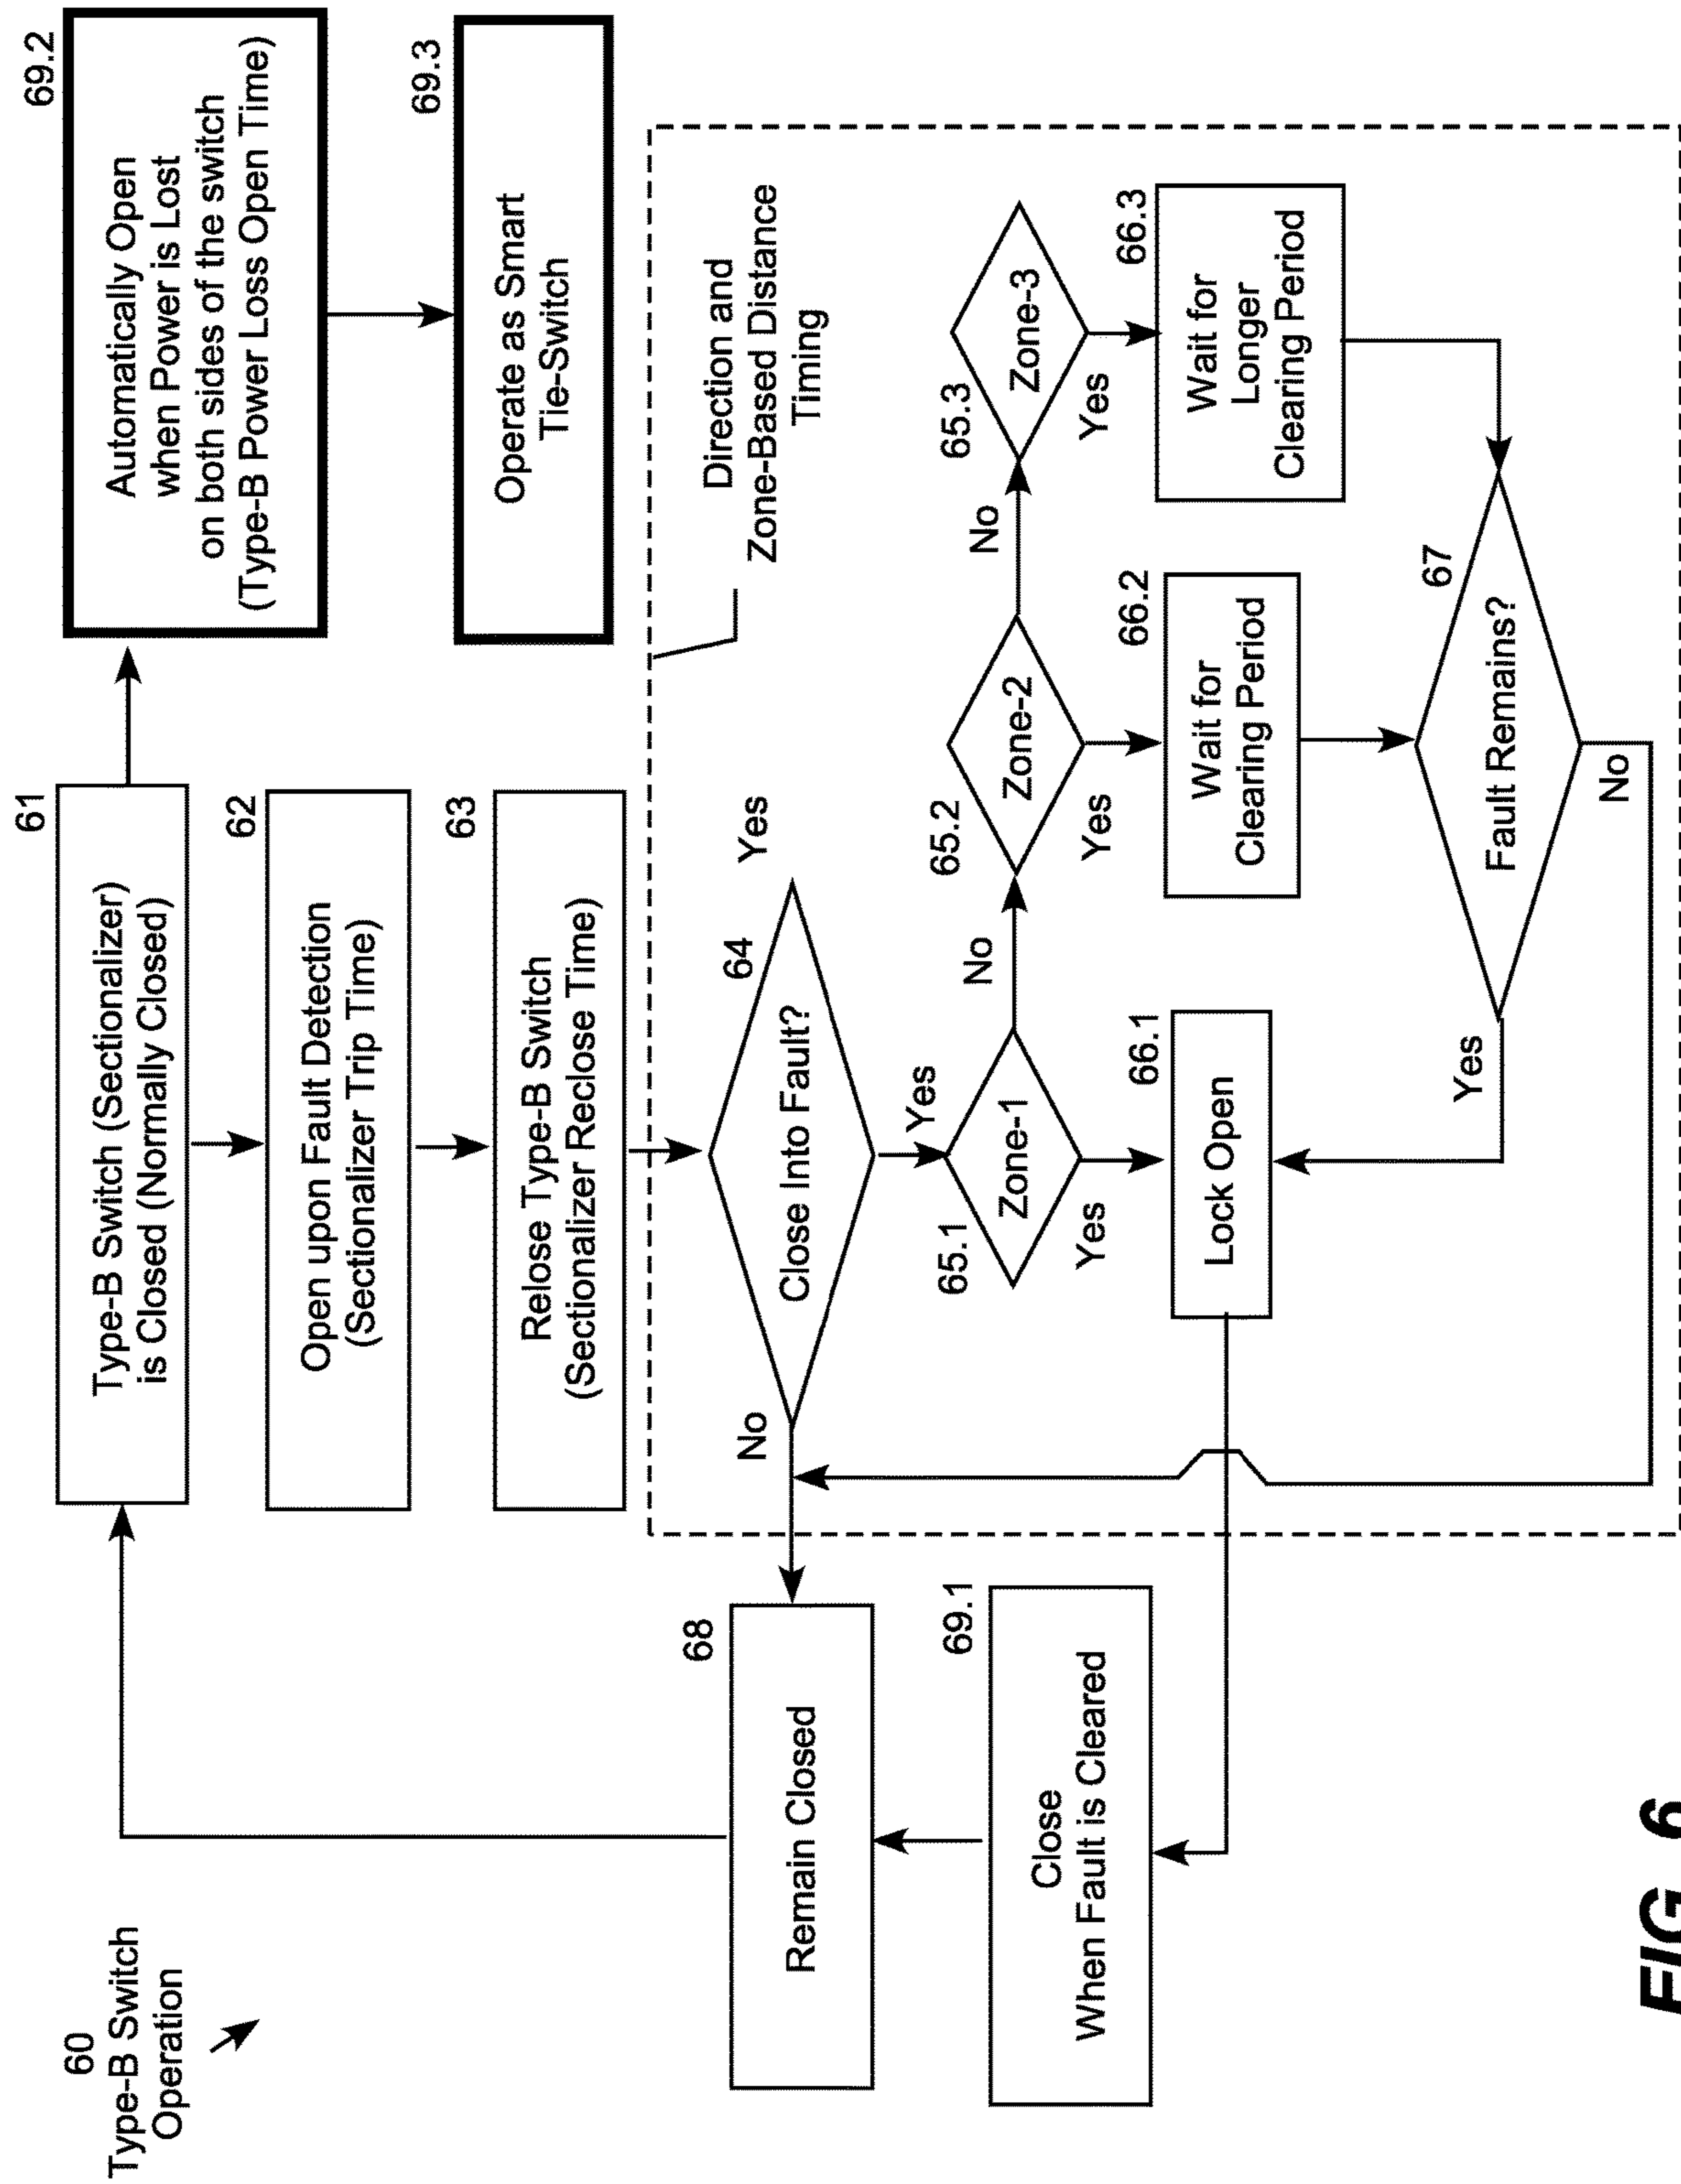 60
Type-B Switch
Operation
61
Type-B Switch (Sectionalizer)
is Closed (Normally Closed)
69.2
Automatically Open
when Power is Lost
on both sides of the switch
(Type-B Power Loss Open Time)
62
Open upon Fault Detection
(Sectionalizer Trip Time)
69.3
Operate as Smart
Tie-Switch
63
Relose Type-B Switch
(Sectionalizer Reclose Time)
Direction and
Zone-Based Distance
Timing
64
Close Into Fault?
Yes
No
Yes
68
Remain Closed
65.1
Zone-1
No
65.2
Zone-2
No
65.3
Zone-3
Yes
Yes
Yes
69.1
Close
When Fault is Cleared
66.1
Lock Open
66.2
Wait for
Clearing Period
66.3
Wait for
Longer
Clearing Period
67
Fault Remains?
Yes
No
FIG. 6